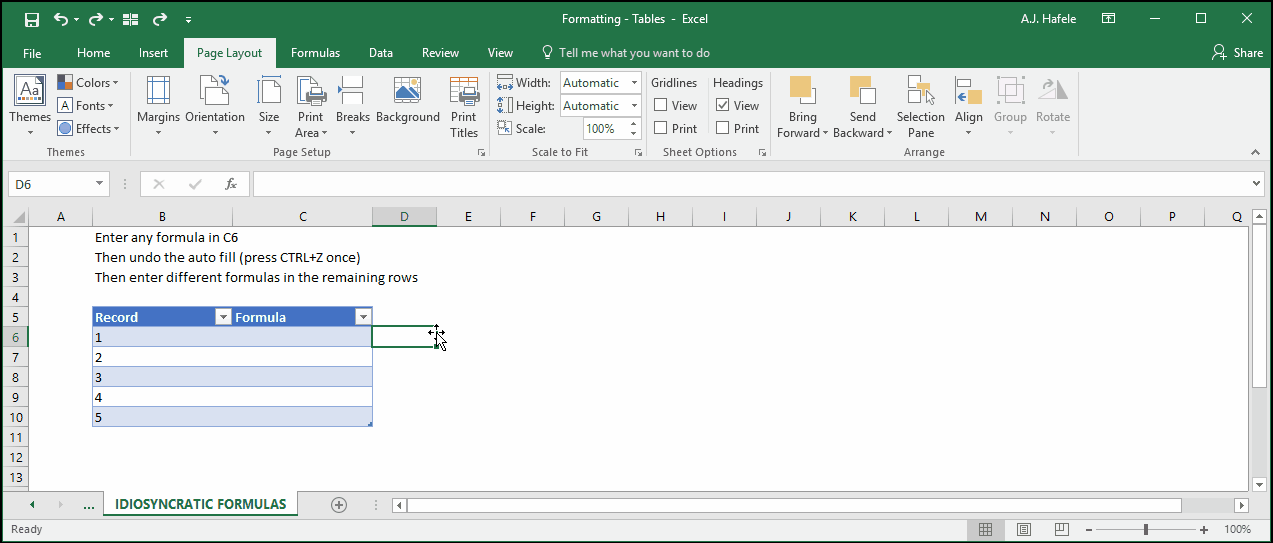 Formatting - Tables - Excel
A.J. Hafele
File Home Insert Page Layout Formulas Data Review View Tell me what you want to do Share
Aa Colors Width: Automatic Gridlines Headings
A Fonts Height: Automatic View View
Effects Scale: 100% Print Print
Themes Margins Orientation Size Print Breaks Background Print Bring Send Selection Align Group Rotate
Area Titles Forward Backward Pane
Themes Page Setup Scale to Fit Sheet Options Arrange
D6 fx
A B C D E F G H I J K L M N O P Q
1 Enter any formula in C6
2 Then undo the auto fill (press CTRL+Z once)
3 Then enter different formulas in the remaining rows
4
5 Record Formula
6 1
7 2
8 3
9 4
10 5
11
12
13
... IDIOSYNCRATIC FORMULAS
Ready 100%